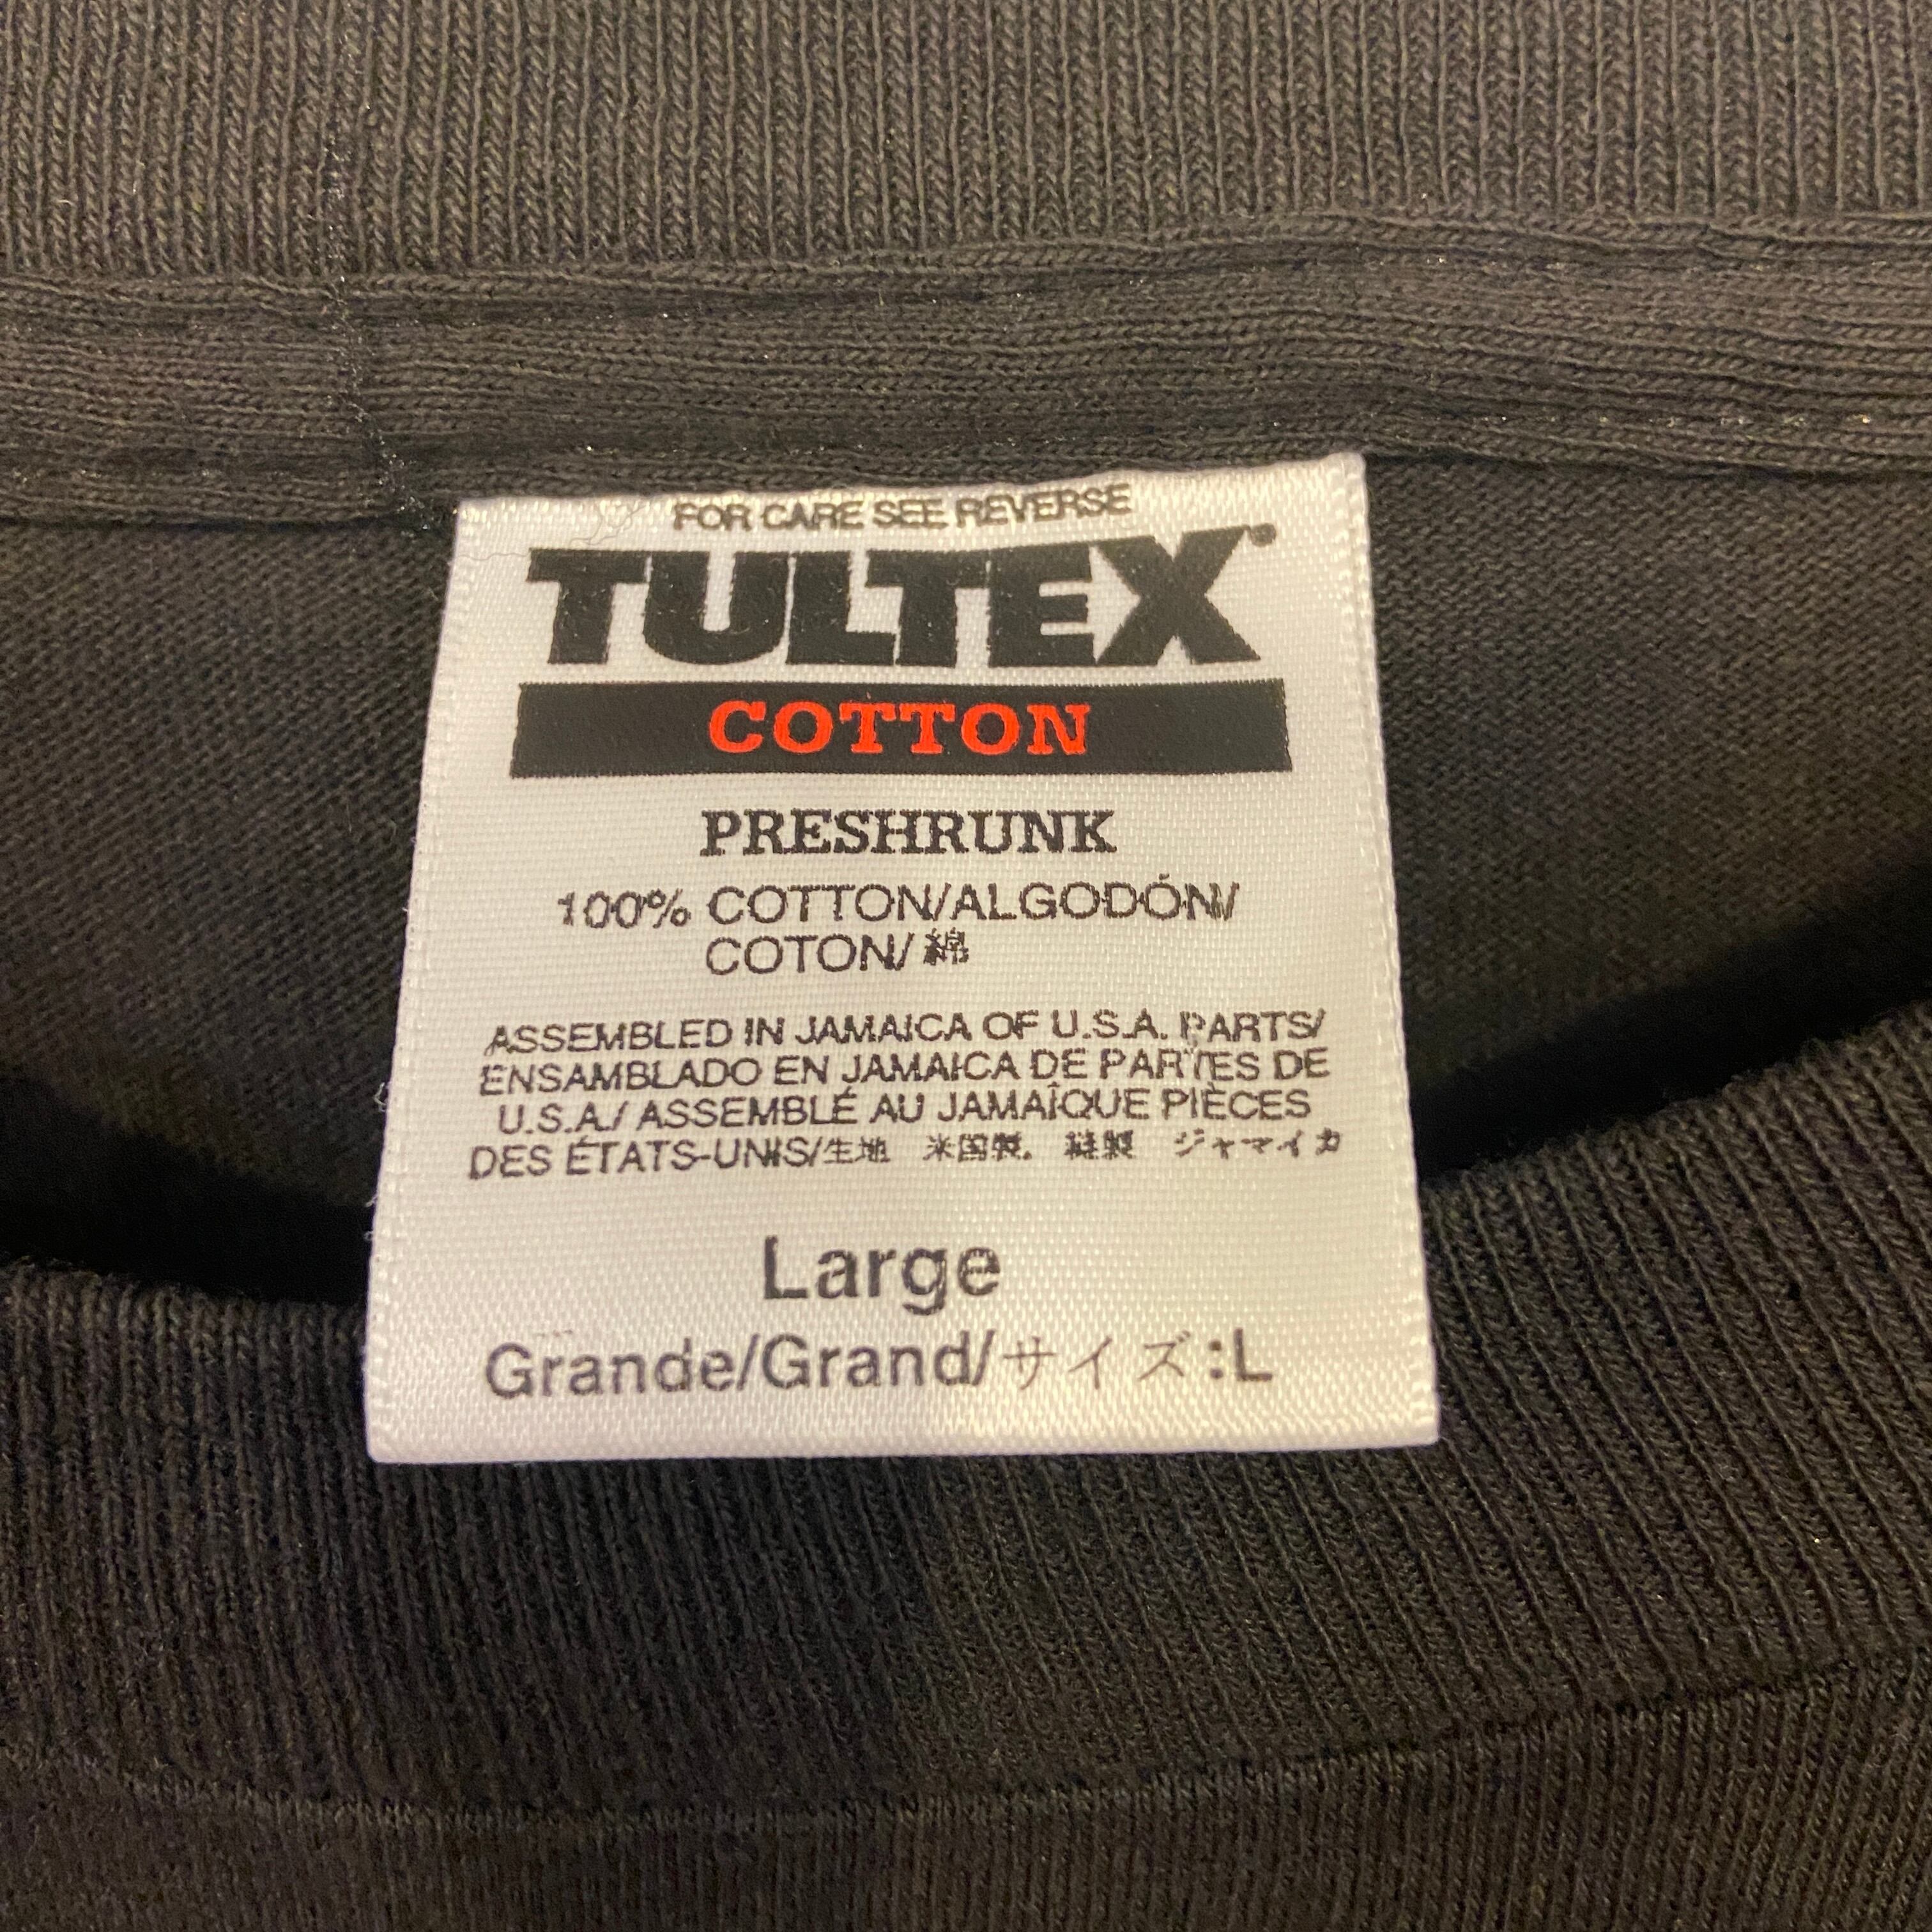 FOR CARE SEE REVERSE
TULTEX
COTTON
PRESHRUNK
100% COTTON/ALGODÓN/
COTON/綿
ASSEMBLED IN JAMAICA OF U.S.A. PARTS/
ENSAMBLADO EN JAMAICA DE PARTES DE
U.S.A./ ASSEMBLÉ AU JAMAÎQUE PIÈCES
DES ÉTATS-UNIS/生地 米国製. 縫製 ジャマイカ
Large
Grande/Grand/サイズ:L